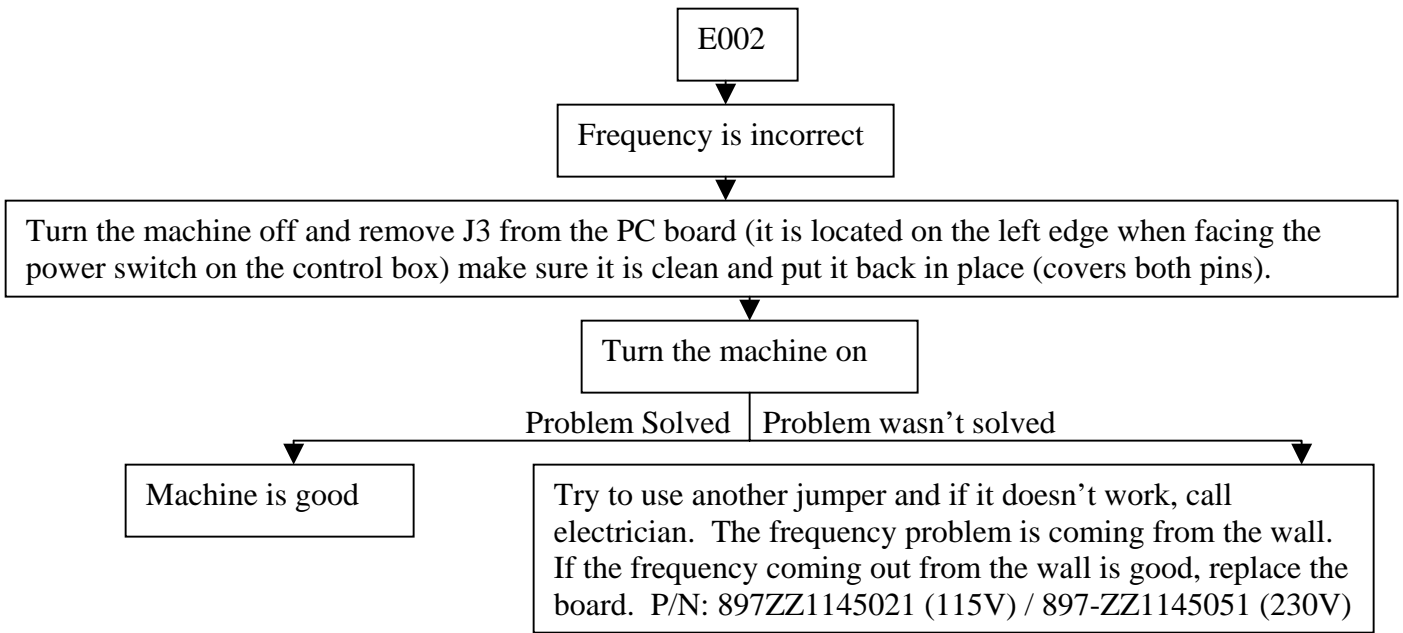 E002
Frequency is incorrect
Turn the machine off and remove J3 from the PC board (it is located on the left edge when facing the
power switch on the control box) make sure it is clean and put it back in place (covers both pins).
Turn the machine on
Problem Solved
Problem wasn’t solved
Machine is good
Try to use another jumper and if it doesn’t work, call
electrician.  The frequency problem is coming from the wall.
If the frequency coming out from the wall is good, replace the
board.  P/N: 897ZZ1145021 (115V) / 897-ZZ1145051 (230V)